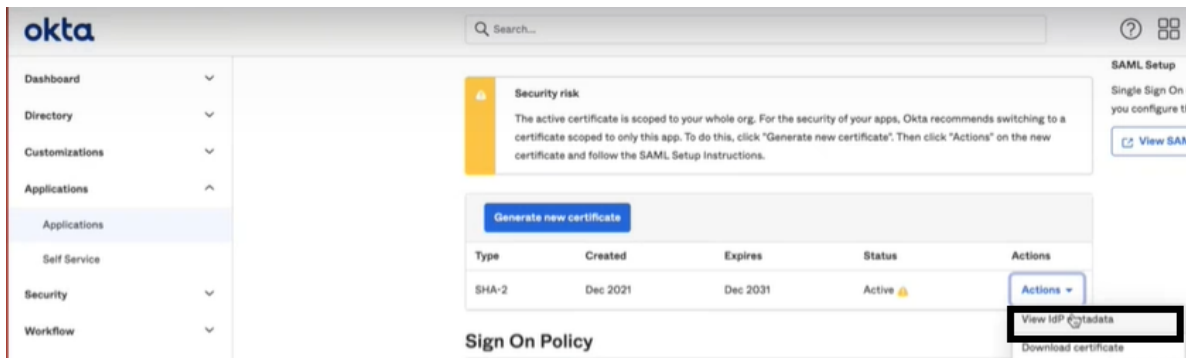 okta
Search...
Dashboard
Directory
Customizations
Applications
Applications
Self Service
Security
Workflow
Security risk
The active certificate is scoped to your whole org. For the security of your apps, Okta recommends switching to a
certificate scoped to only this app. To do this, click "Generate new certificate". Then click "Actions" on the new
certificate and follow the SAML Setup Instructions.
Generate new certificate
Type Created Expires Status Actions
SHA-2 Dec 2021 Dec 2031 Active Actions
View IdP metadata
Download certificate
Sign On Policy
SAML Setup
Single Sign On
you configure
View SAM